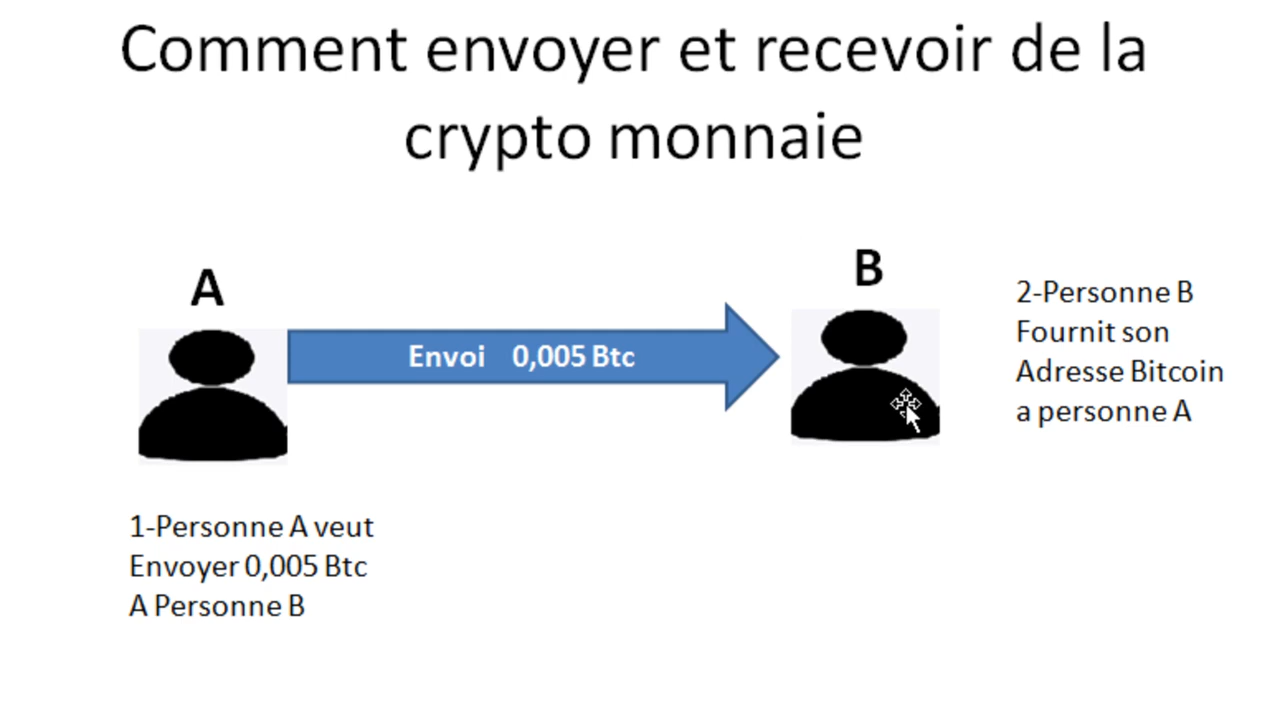 Comment envoyer et recevoir de la
crypto monnaie
A
B
Envoi 0,005 Btc
2-Personne B
Fournit son
Adresse Bitcoin
a personne A
1-Personne A veut
Envoyer 0,005 Btc
A Personne B